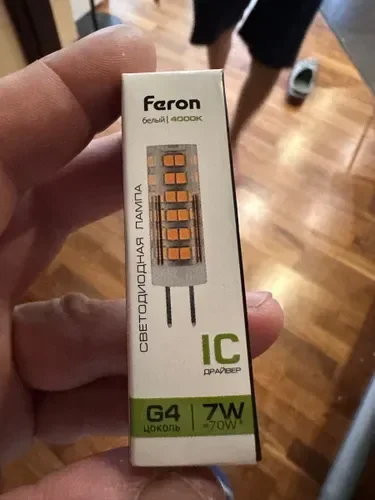 Feron
белый | 4000K
СВЕТОДИОДНАЯ ЛАМПА
IC
ДРАЙВЕР
G4
цоколь
7W
≈70W*